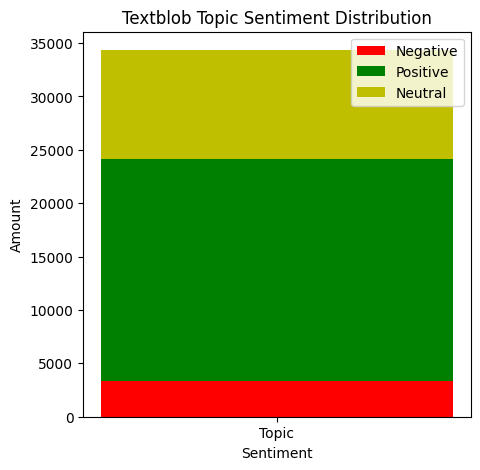 Textblob Topic Sentiment Distribution
35000
30000
25000
20000
15000
10000
5000
0
Amount
Negative
Positive
Neutral
Topic
Sentiment